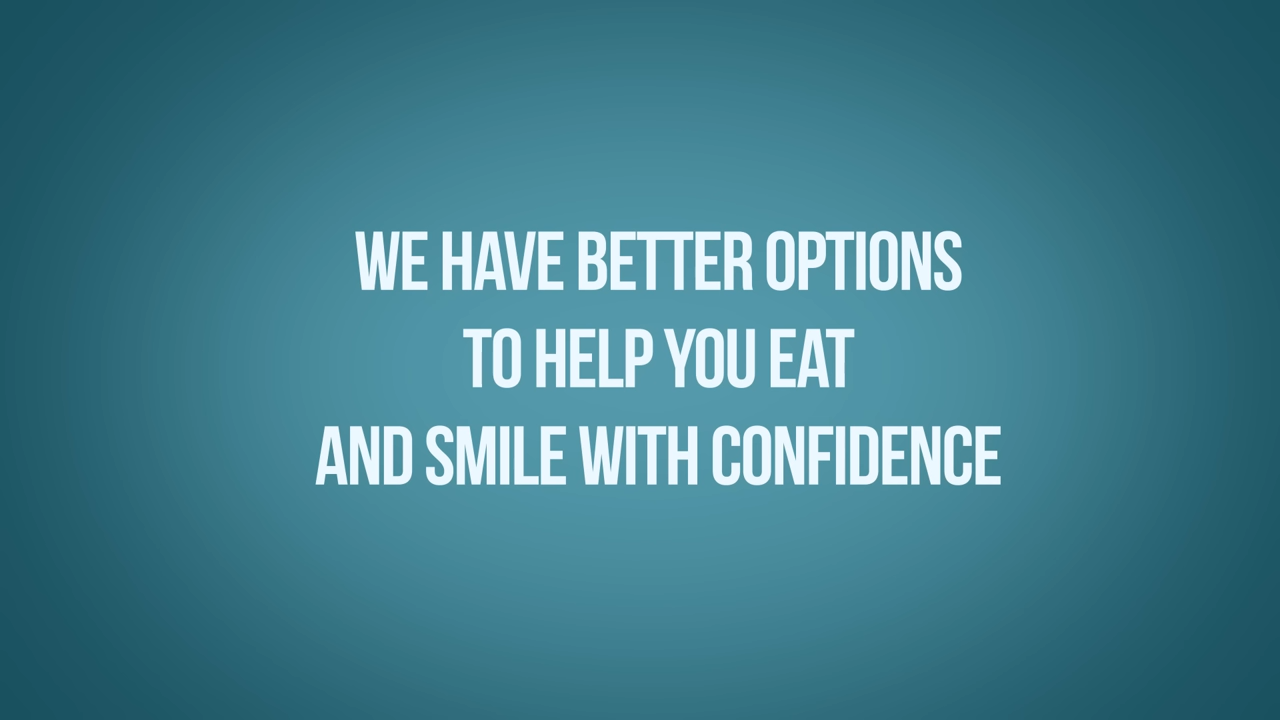 WE HAVE BETTER OPTIONS
TO HELP YOU EAT
AND SMILE WITH CONFIDENCE